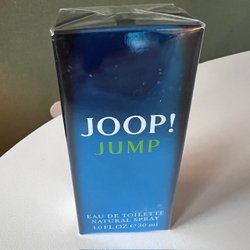 JOOP!
JUMP
EAU DE TOILETTE
NATURAL SPRAY
1.0 FL OZ e 30 ml